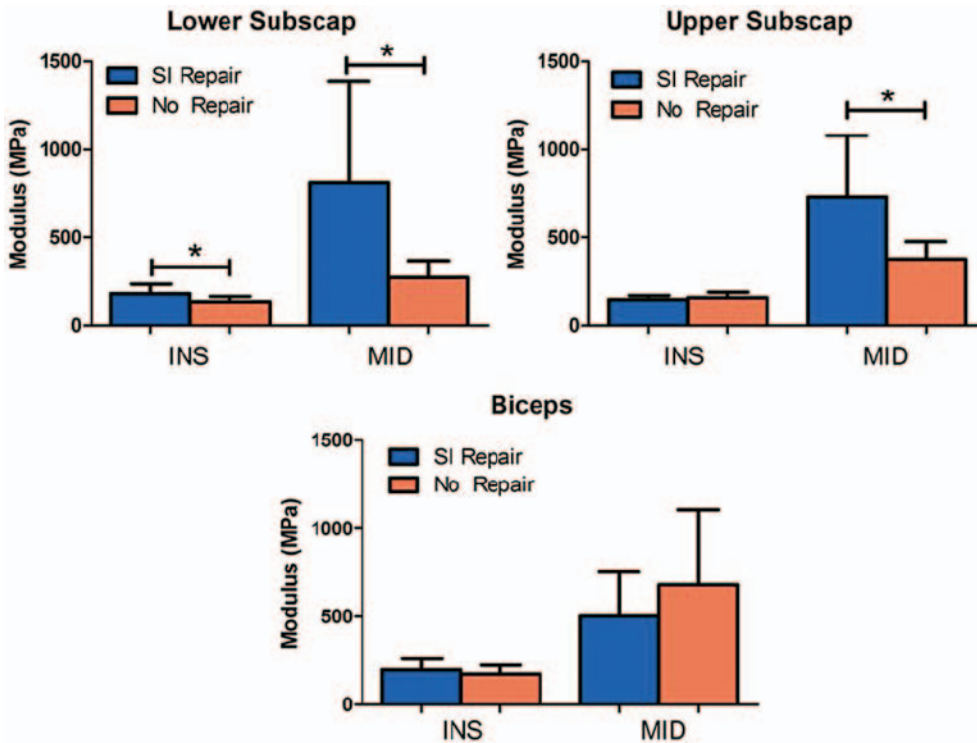 Lower Subscap
Modulus (MPa)
1500
1000
500
0
SI Repair
No Repair
*
*
INS
MID
Upper Subscap
Modulus (MPa)
1500
1000
500
0
SI Repair
No Repair
*
INS
MID
Biceps
Modulus (MPa)
1500
1000
500
0
SI Repair
No Repair
INS
MID